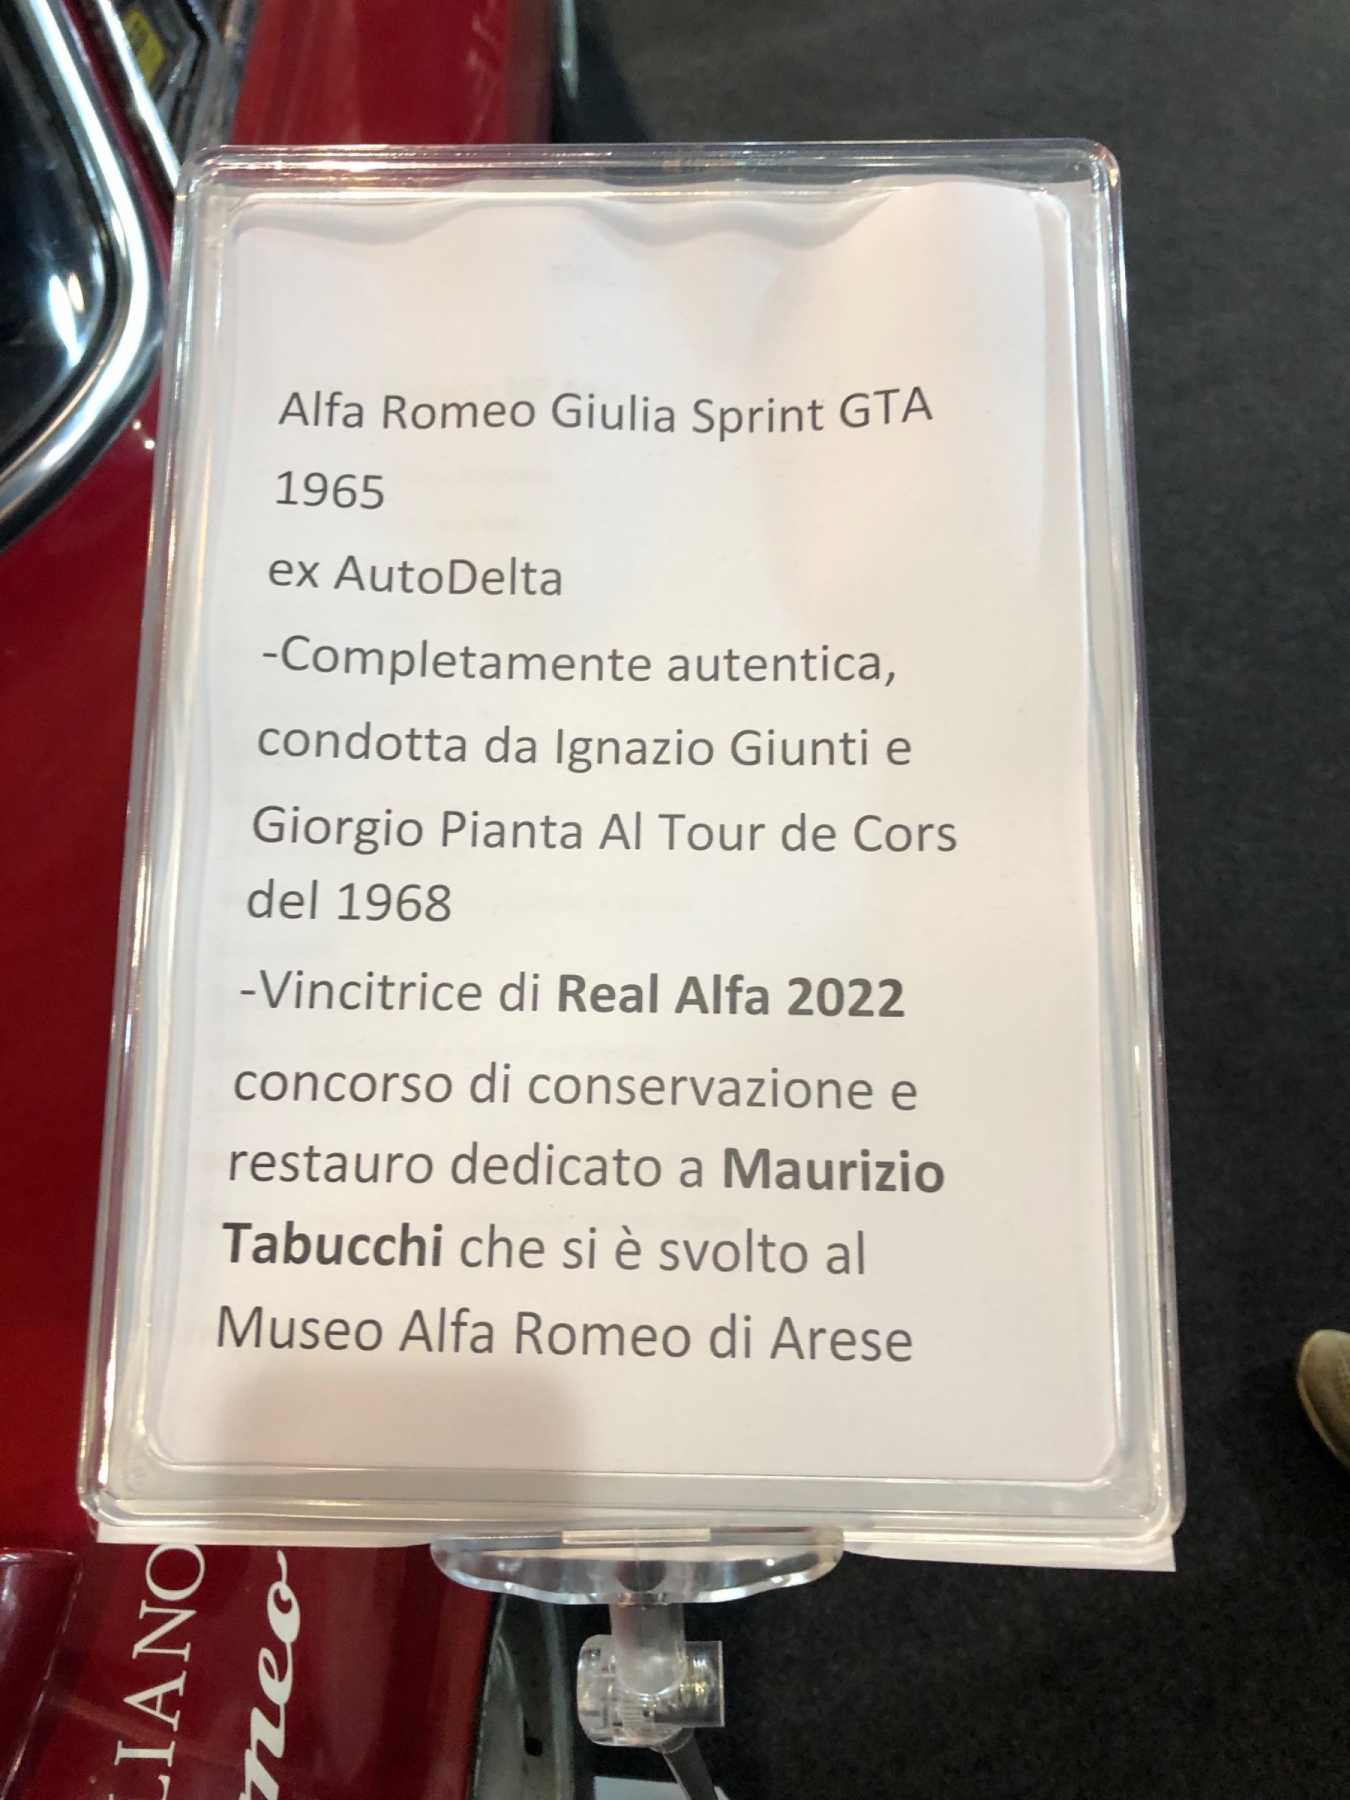 Alfa Romeo Giulia Sprint GTA
1965
ex AutoDelta
-Completamente autentica,
condotta da Ignazio Giunti e
Giorgio Pianta Al Tour de Cors
del 1968
-Vincitrice di Real Alfa 2022
concorso di conservazione e
restauro dedicato a Maurizio
Tabucchi che si è svolto al
Museo Alfa Romeo di Arese
LIANO
meo